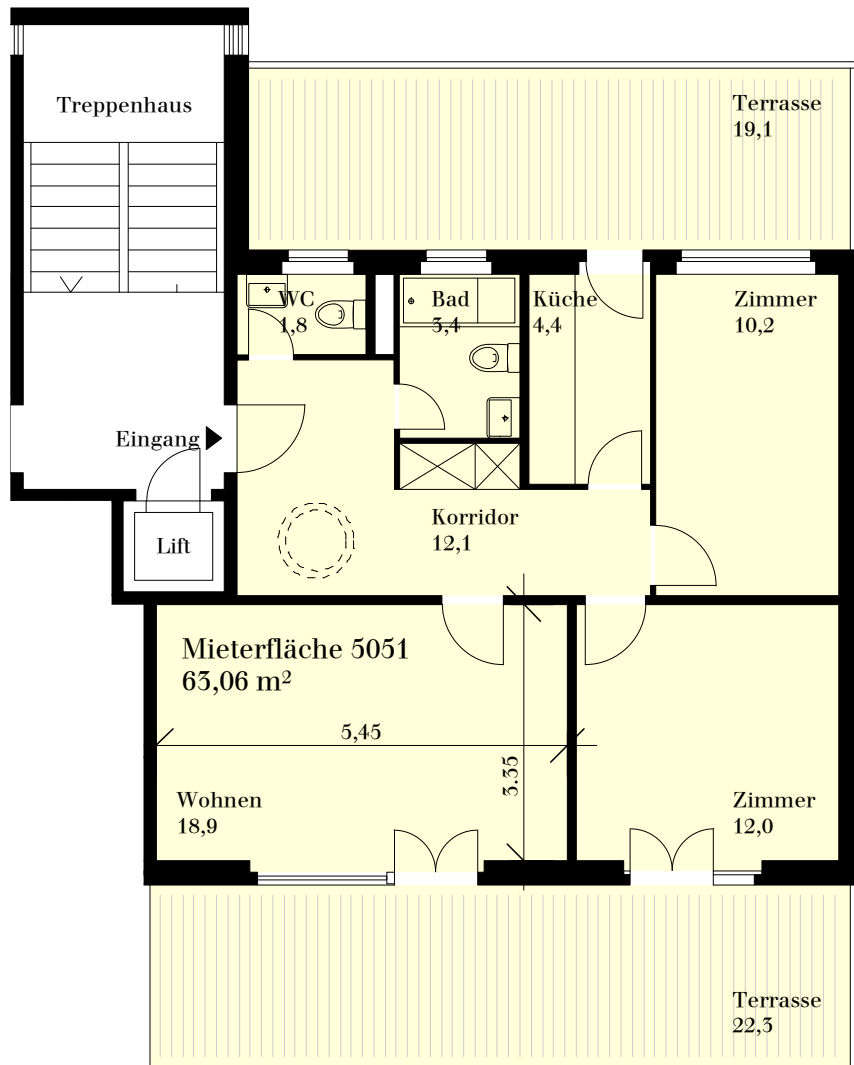 Treppenhaus
Terrasse
19,1
WC
1,8
Bad
3,4
Küche
4,4
Zimmer
10,2
Eingang
Korridor
12,1
Lift
Mieterfläche 5051
63,06 m²
5,45
3.35
Wohnen
18,9
Zimmer
12,0
Terrasse
22,3